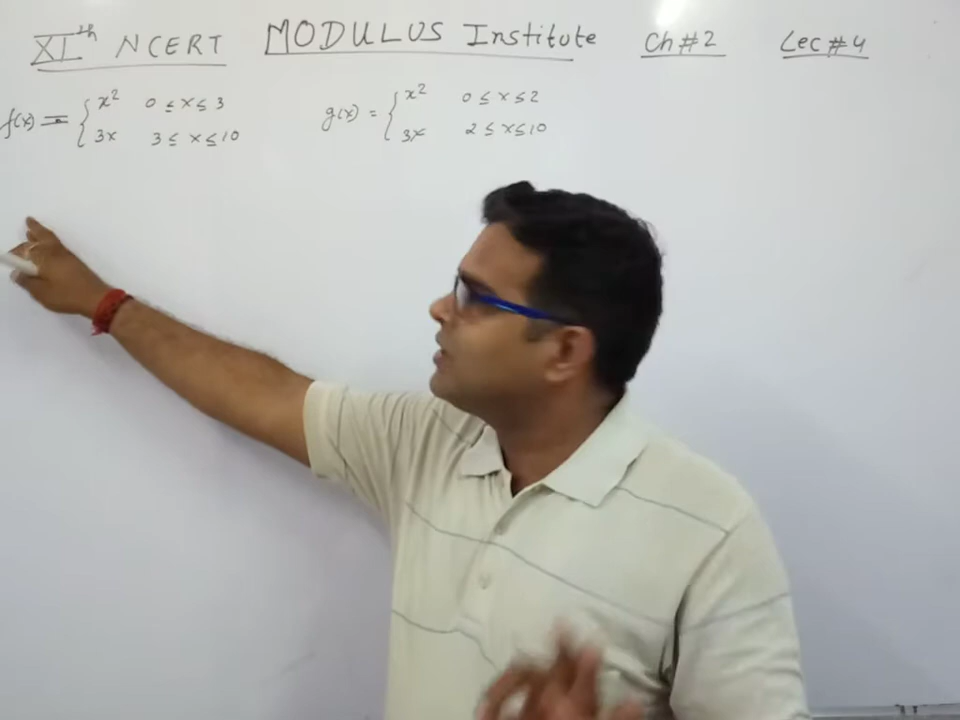 XIth NCERT MODULUS Institute Ch#2 Lec#4
f(x) = { x² 0 ≤ x ≤ 3
3x 3 ≤ x ≤ 10
g(x) = { x² 0 ≤ x ≤ 2
3x 2 ≤ x ≤ 10